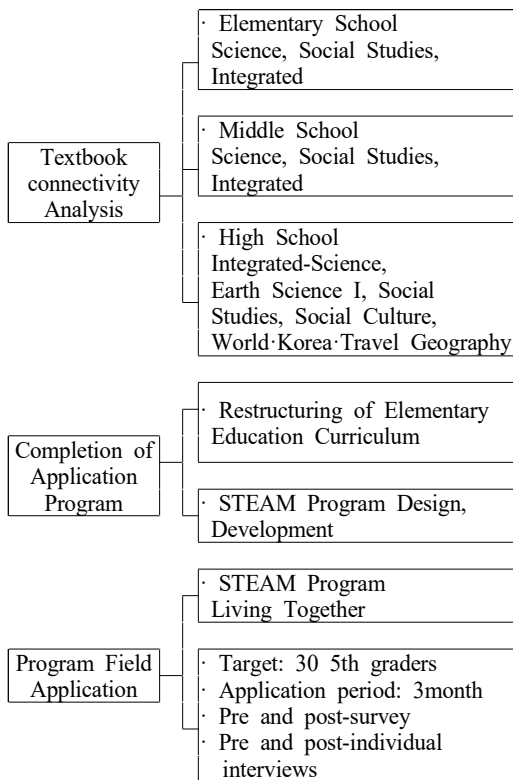 Textbook
connectivity
Analysis
· Elementary School
Science, Social Studies,
Integrated
· Middle School
Science, Social Studies,
Integrated
· High School
Integrated-Science,
Earth Science I, Social
Studies, Social Culture,
World·Korea·Travel Geography
Completion of
Application
Program
· Restructuring of Elementary
Education Curriculum
· STEAM Program Design,
Development
Program Field
Application
· STEAM Program
Living Together
· Target: 30 5th graders
· Application period: 3month
· Pre and post-survey
· Pre and post-individual
interviews